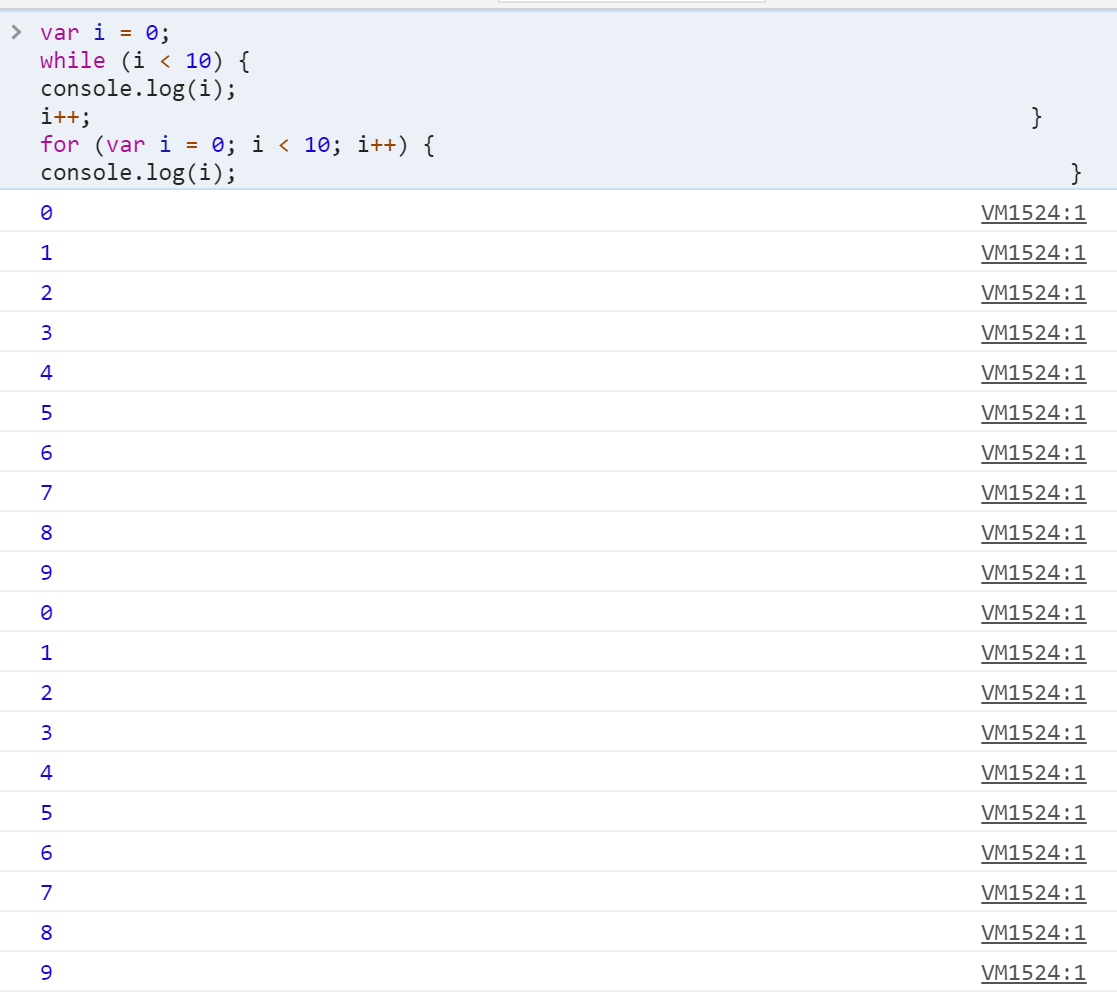 > var i = 0;
while (i < 10) {
console.log(i);
i++; }
for (var i = 0; i < 10; i++) {
console.log(i); }
0 VM1524:1
1 VM1524:1
2 VM1524:1
3 VM1524:1
4 VM1524:1
5 VM1524:1
6 VM1524:1
7 VM1524:1
8 VM1524:1
9 VM1524:1
0 VM1524:1
1 VM1524:1
2 VM1524:1
3 VM1524:1
4 VM1524:1
5 VM1524:1
6 VM1524:1
7 VM1524:1
8 VM1524:1
9 VM1524:1